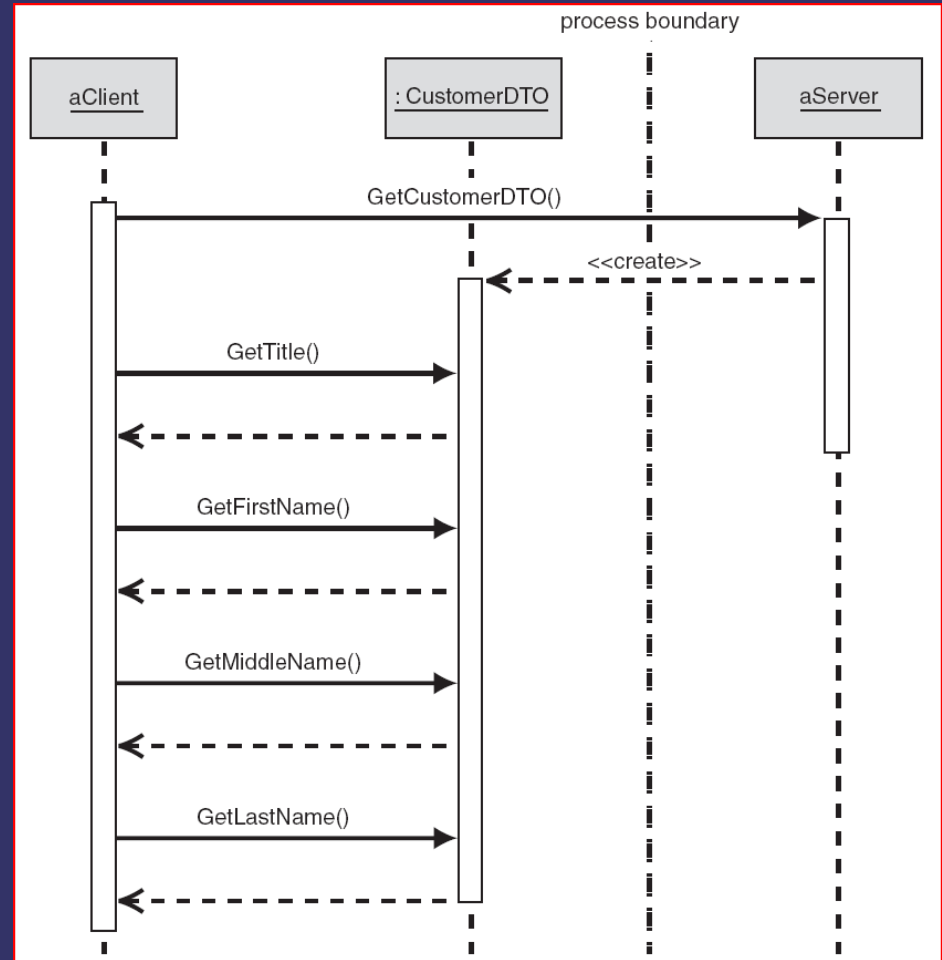 process boundary
aClient
: CustomerDTO
aServer
GetCustomerDTO()
<<create>>
GetTitle()
GetFirstName()
GetMiddleName()
GetLastName()